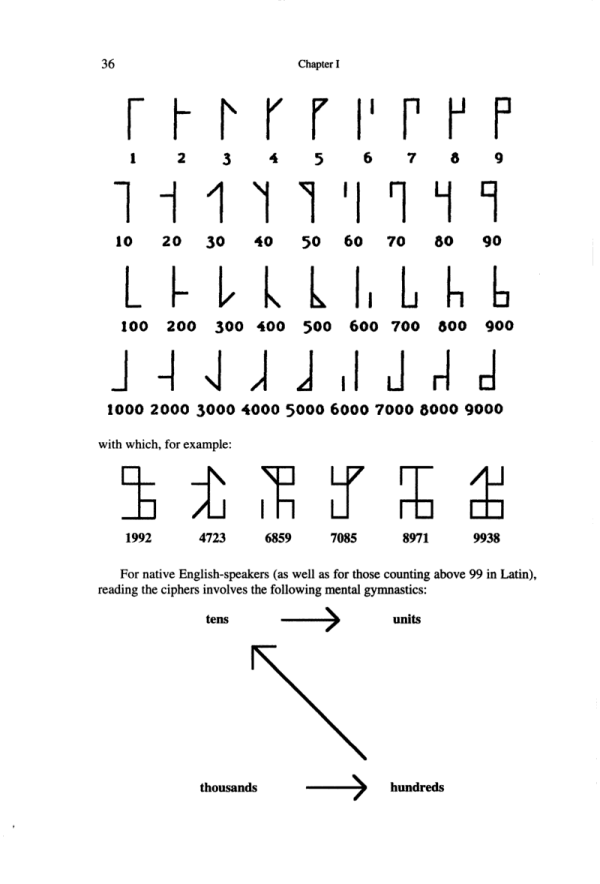 36
Chapter I
1 2 3 4 5 6 7 8 9
10 20 30 40 50 60 70 80 90
100 200 300 400 500 600 700 800 900
1000 2000 3000 4000 5000 6000 7000 8000 9000
with which, for example:
1992 4723 6859 7085 8971 9938
For native English-speakers (as well as for those counting above 99 in Latin),
reading the ciphers involves the following mental gymnastics:
tens units
thousands hundreds